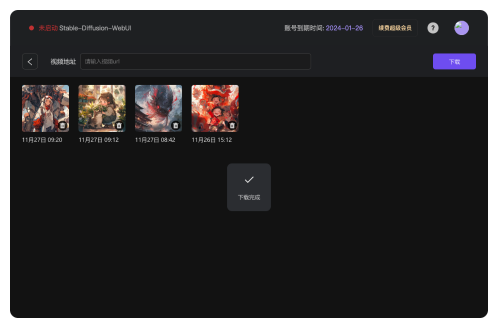 未启动 Stable-Diffusion-WebUI
账号到期时间: 2024-01-26
续费超级会员
?
视频地址
请输入视频url
下载
11月27日 09:20
11月27日 09:12
11月27日 08:42
11月26日 15:12
下载完成